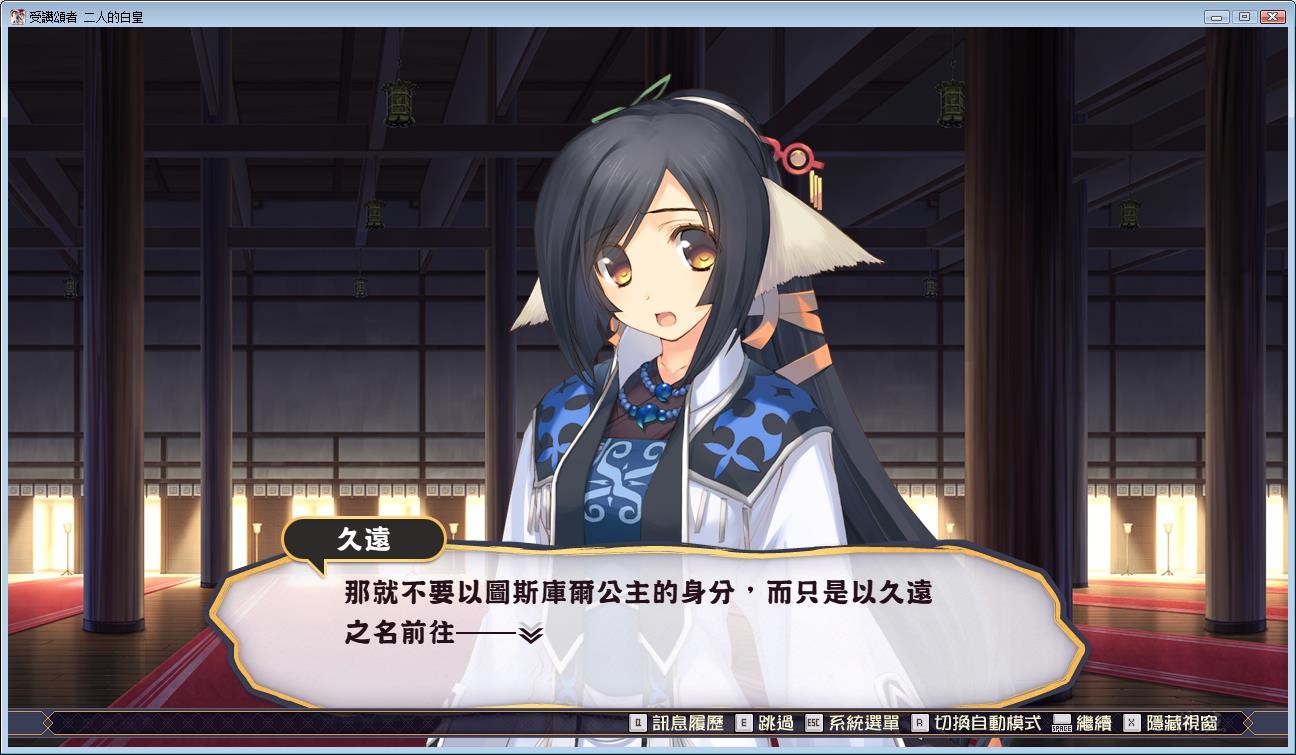 受讚頌者 二人的白皇
久遠
那就不要以圖斯庫爾公主的身分，而只是以久遠
之名前往——
Q 訊息履歷 E 跳過 ESC 系統選單 R 切換自動模式 SPACE 繼續 X 隱藏視窗